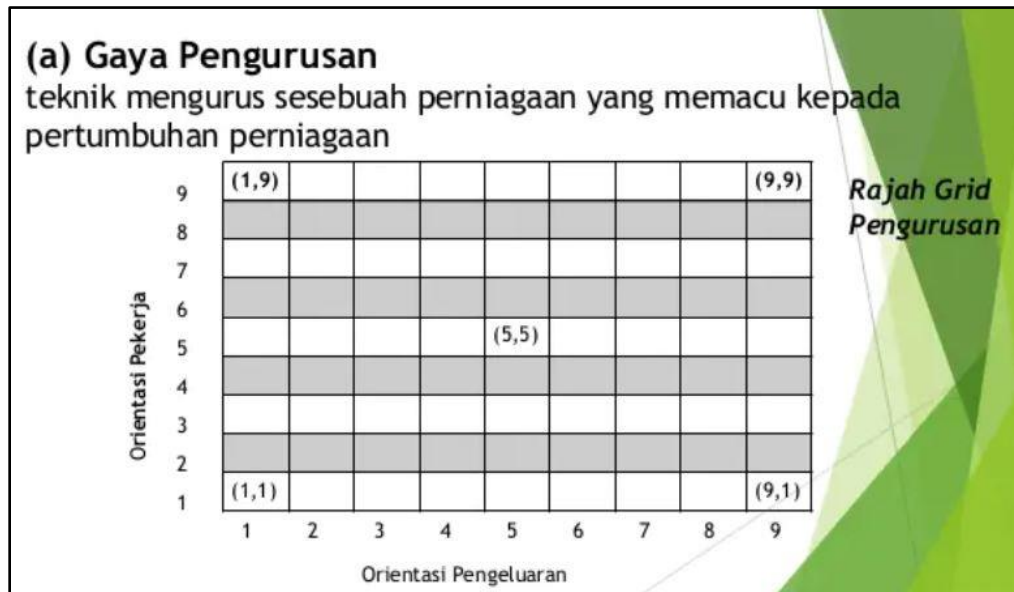 (a) Gaya Pengurusan
teknik mengurus sesebuah perniagaan yang memacu kepada
pertumbuhan perniagaan
Rajah Grid
Pengurusan
Orientasi Pekerja
9 (1,9) (9,9)
8
7
6
5 (5,5)
4
3
2
1 (1,1) (9,1)
1 2 3 4 5 6 7 8 9
Orientasi Pengeluaran